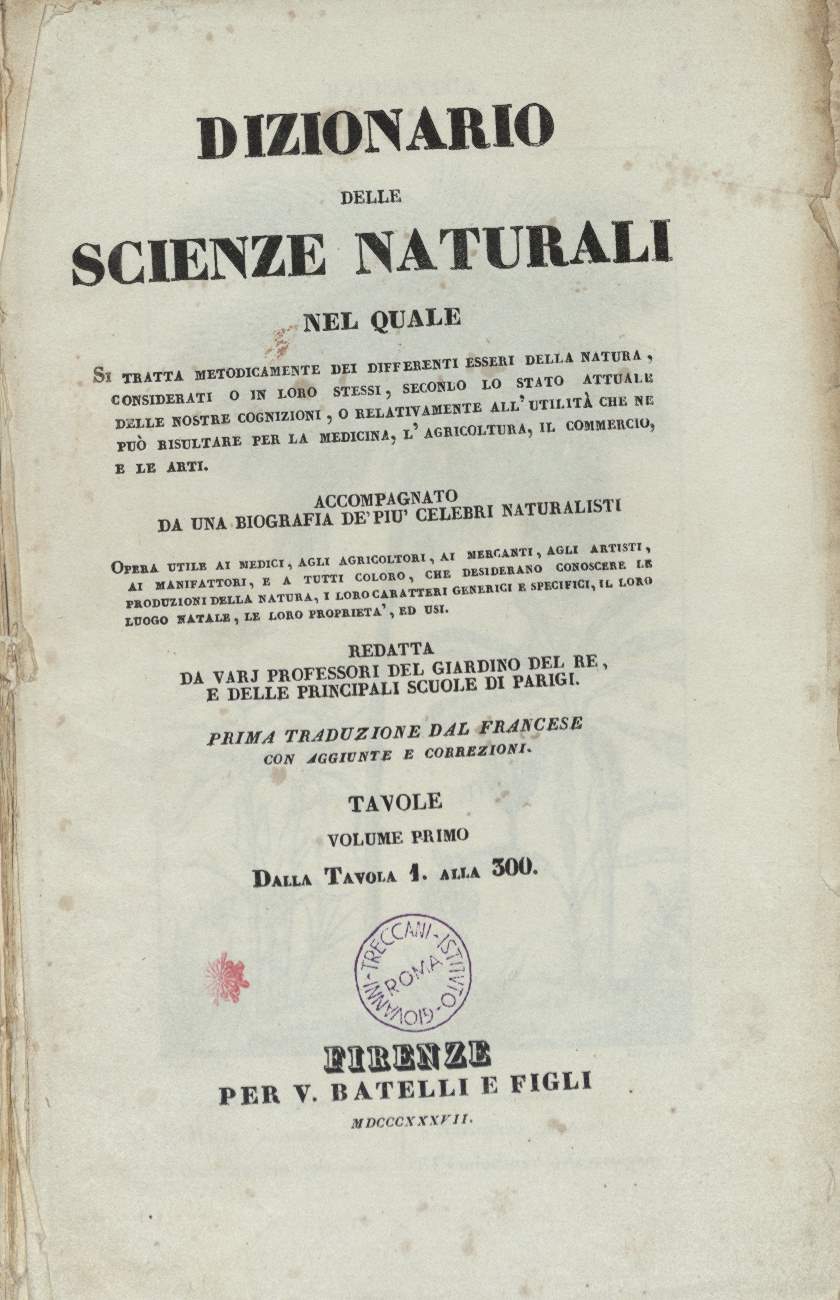 DIZIONARIO
DELLE
SCIENZE NATURALI
NEL QUALE
SI TRATTA METODICAMENTE DEI DIFFERENTI ESSERI DELLA NATURA,
CONSIDERATI O IN LORO STESSI, SECONLO LO STATO ATTUALE
DELLE NOSTRE COGNIZIONI, O RELATIVAMENTE ALL'UTILITÀ CHE NE
PUÒ RISULTARE PER LA MEDICINA, L'AGRICOLTURA, IL COMMERCIO,
E LE ARTI.
ACCOMPAGNATO
DA UNA BIOGRAFIA DE' PIU' CELEBRI NATURALISTI
OPERA UTILE AI MEDICI, AGLI AGRICOLTORI, AI MERCANTI, AGLI ARTISTI,
AI MANIFATTORI, E A TUTTI COLORO, CHE DESIDERANO CONOSCERE LE
PRODUZIONI DELLA NATURA, I LORO CARATTERI GENERICI E SPECIFICI, IL LORO
LUOGO NATALE, LE LORO PROPRIETA', ED USI.
REDATTA
DA VARJ PROFESSORI DEL GIARDINO DEL RE,
E DELLE PRINCIPALI SCUOLE DI PARIGI.
PRIMA TRADUZIONE DAL FRANCESE
CON AGGIUNTE E CORREZIONI.
TAVOLE
VOLUME PRIMO
DALLA TAVOLA 1. ALLA 300.
ISTITUTO-GIOVANNI-TRECCANI-
ROMA
FIRENZE
PER V. BATELLI E FIGLI
MDCCCXXXVII.